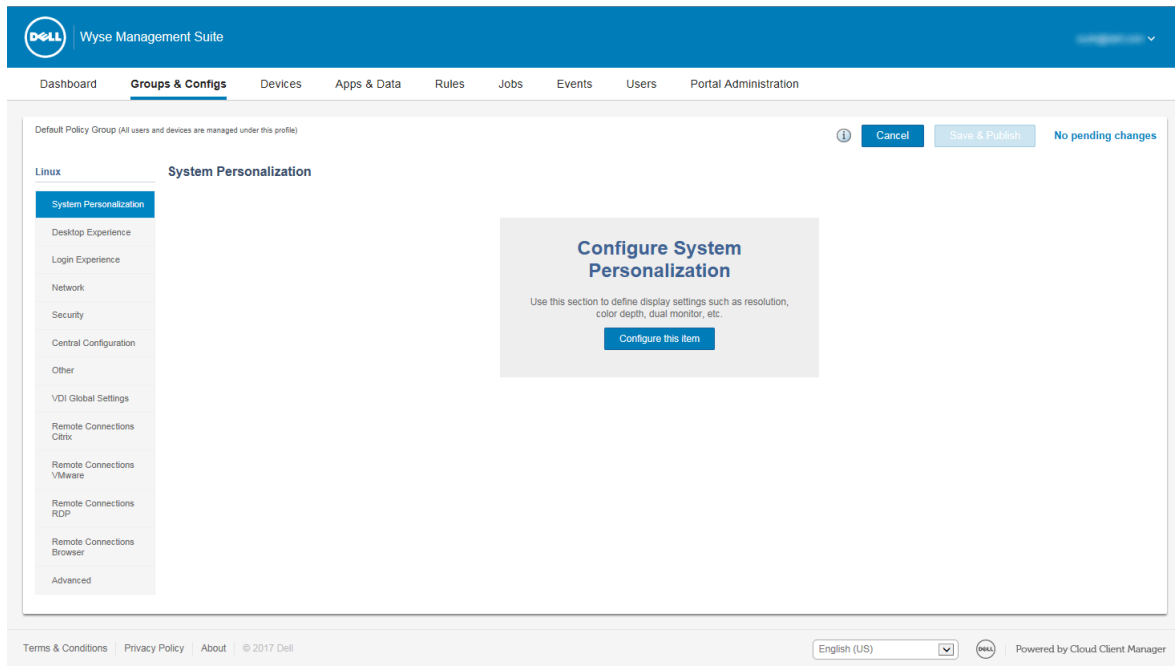 DELL
Wyse Management Suite
Dashboard
Groups & Configs
Devices
Apps & Data
Rules
Jobs
Events
Users
Portal Administration
Default Policy Group (All users and devices are managed under this profile)
i
Cancel
Save & Publish
No pending changes
Linux
System Personalization
Desktop Experience
Login Experience
Network
Security
Central Configuration
Other
VDI Global Settings
Remote Connections
Citrix
Remote Connections
VMware
Remote Connections
RDP
Remote Connections
Browser
Advanced
System Personalization
Configure System
Personalization
Use this section to define display settings such as resolution,
color depth, dual monitor, etc.
Configure this item
Terms & Conditions
Privacy Policy
About
© 2017 Dell
English (US)
DELL
Powered by Cloud Client Manager